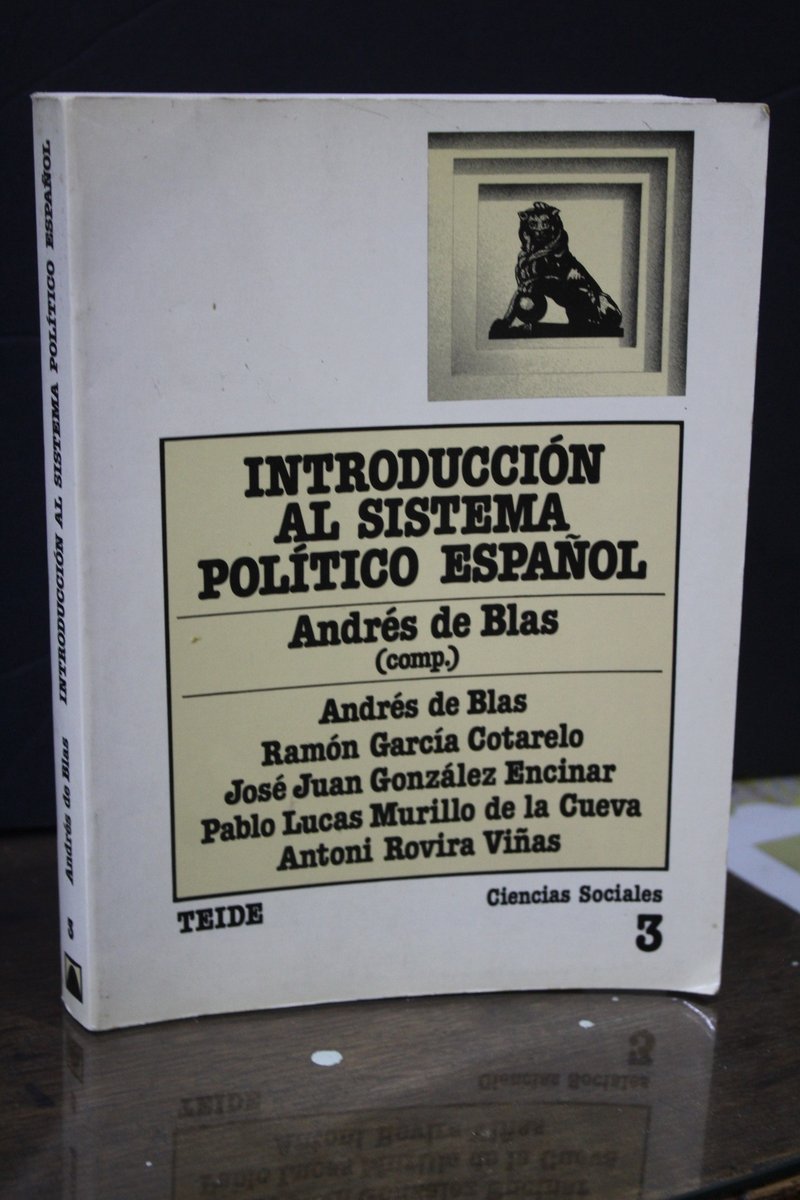 INTRODUCCIÓN
AL SISTEMA
POLÍTICO ESPAÑOL
Andrés de Blas
(comp.)
Andrés de Blas
Ramón García Cotarelo
José Juan González Encinar
Pablo Lucas Murillo de la Cueva
Antoni Rovira Viñas
TEIDE
Ciencias Sociales
3
3 Andrés de Blas INTRODUCCIÓN AL SISTEMA POLÍTICO ESPAÑOL